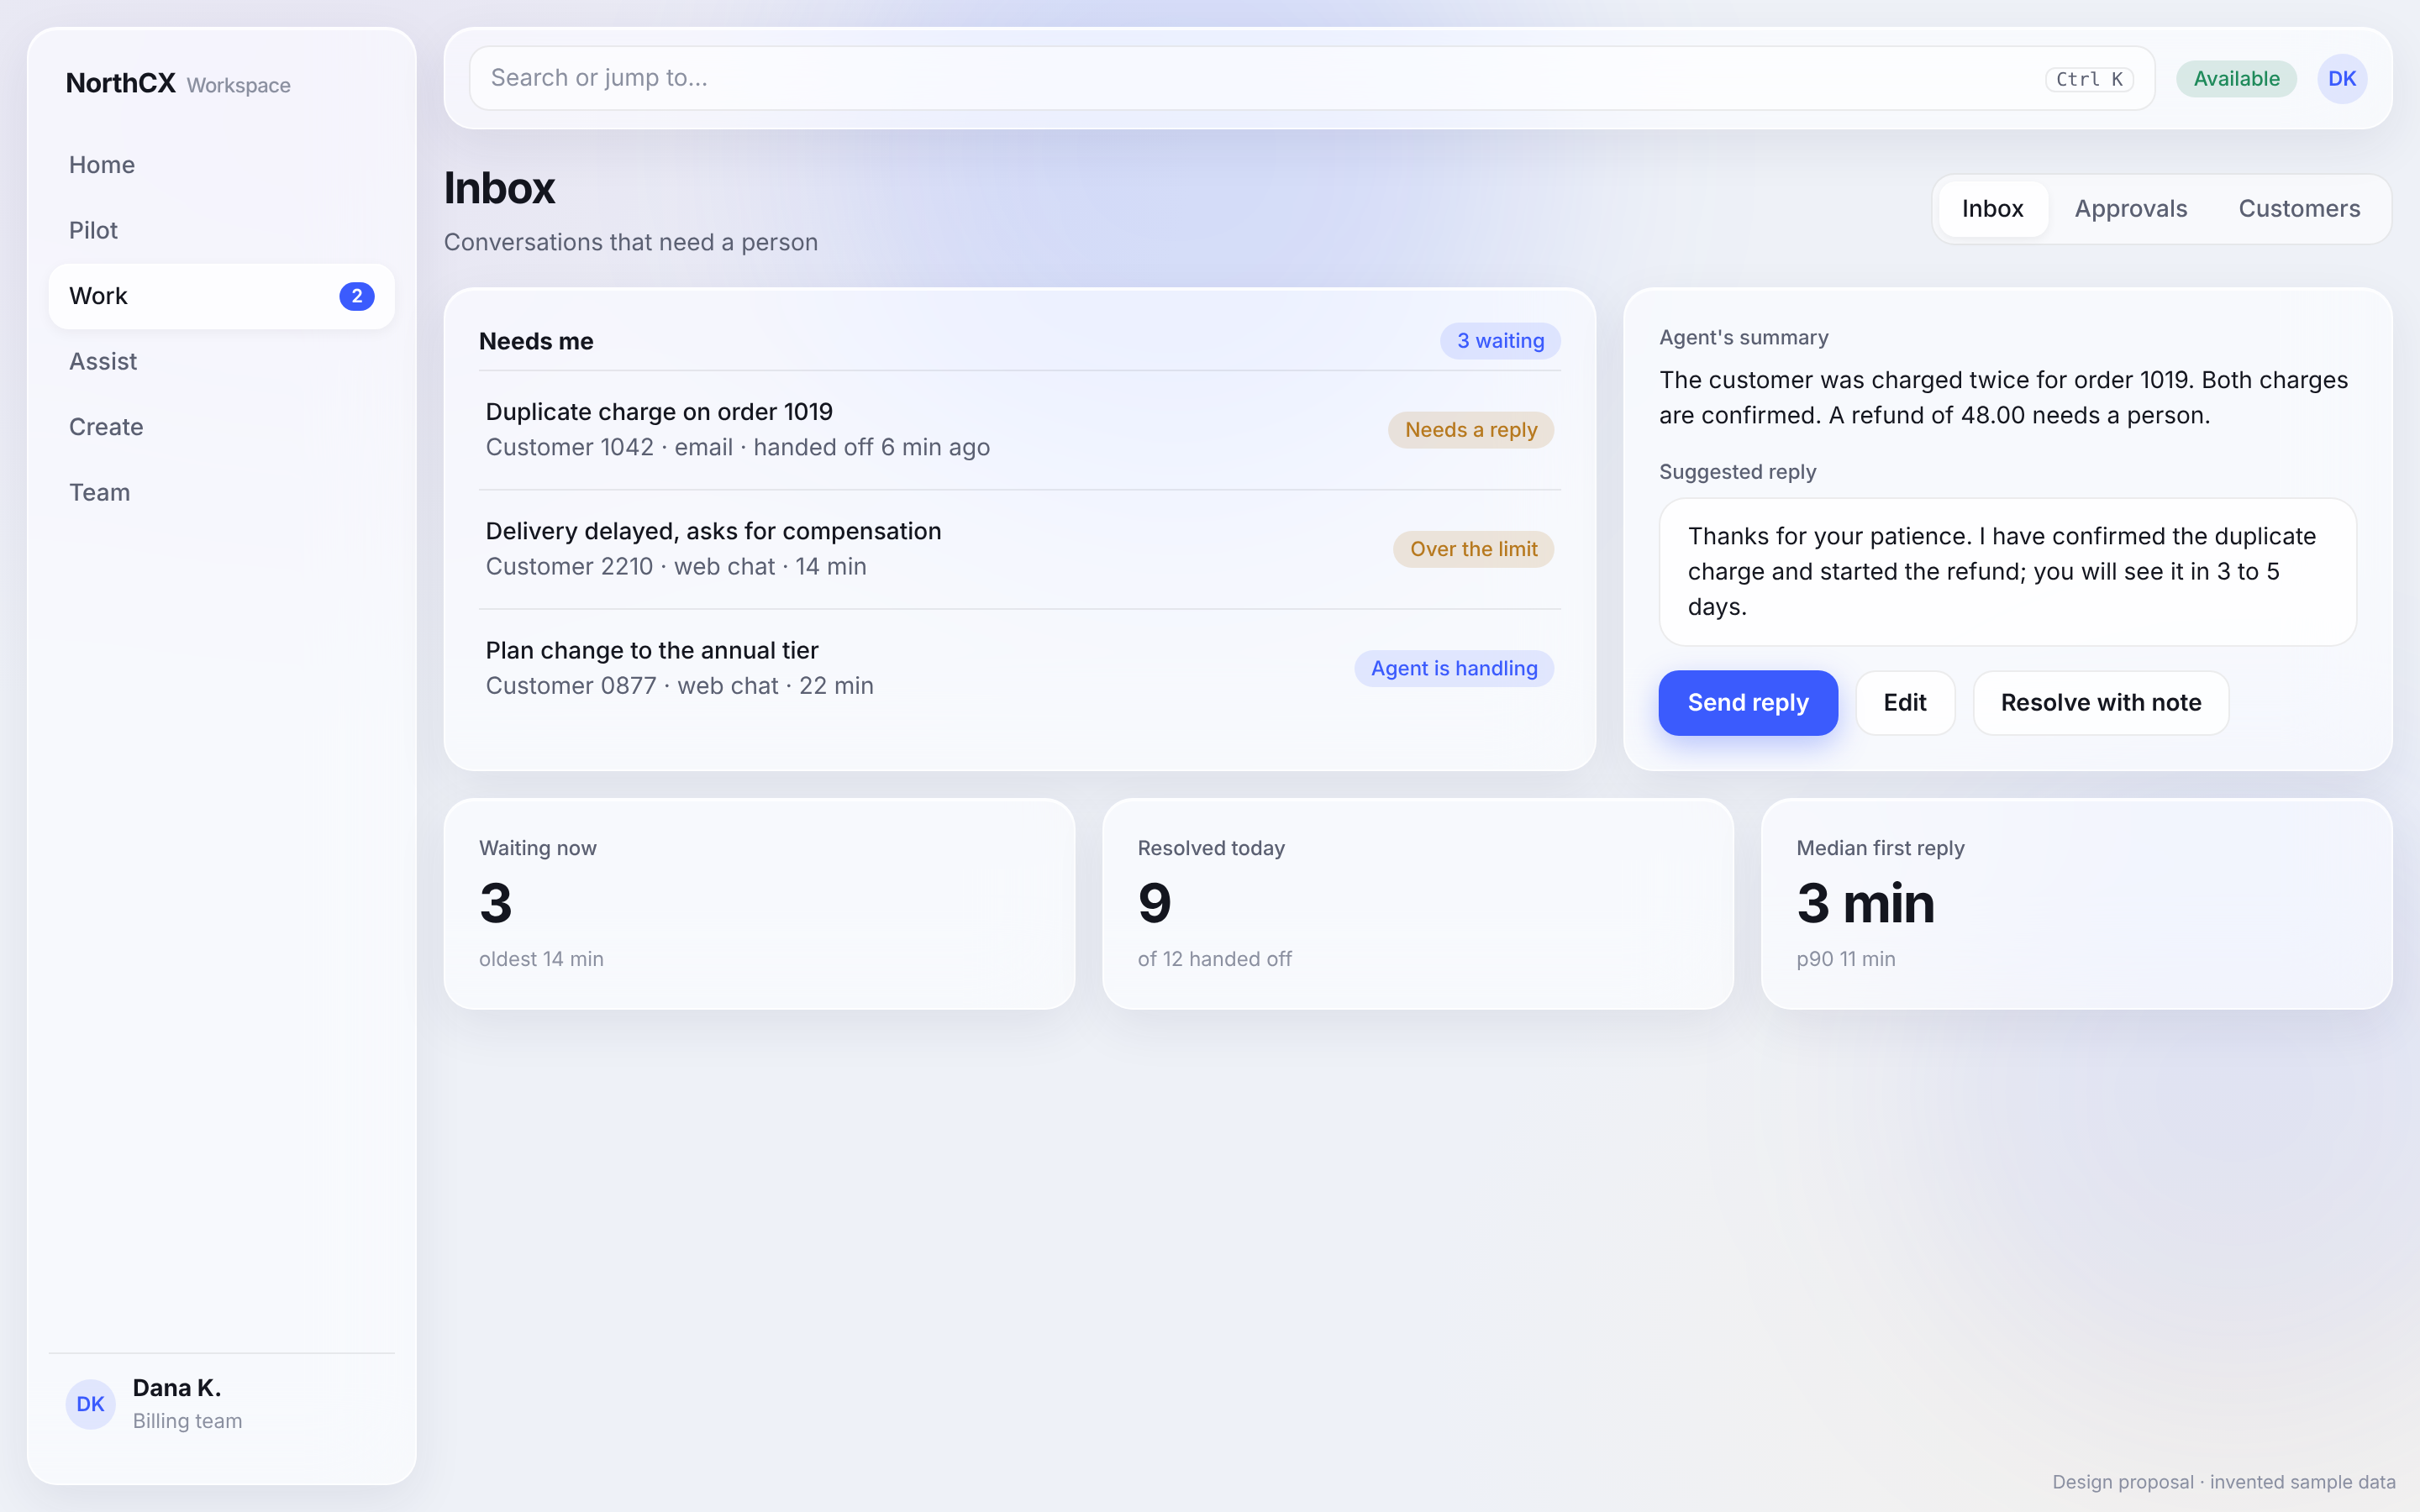 NorthCX Workspace
Home
Pilot
Work 2
Assist
Create
Team
DK
Dana K.
Billing team
Search or jump to...
Ctrl K
Available
DK
Inbox
Conversations that need a person
Inbox
Approvals
Customers
Needs me
3 waiting
Duplicate charge on order 1019
Customer 1042 · email · handed off 6 min ago
Needs a reply
Delivery delayed, asks for compensation
Customer 2210 · web chat · 14 min
Over the limit
Plan change to the annual tier
Customer 0877 · web chat · 22 min
Agent is handling
Agent's summary
The customer was charged twice for order 1019. Both charges
are confirmed. A refund of 48.00 needs a person.
Suggested reply
Thanks for your patience. I have confirmed the duplicate
charge and started the refund; you will see it in 3 to 5
days.
Send reply
Edit
Resolve with note
Waiting now
3
oldest 14 min
Resolved today
9
of 12 handed off
Median first reply
3 min
p90 11 min
Design proposal · invented sample data